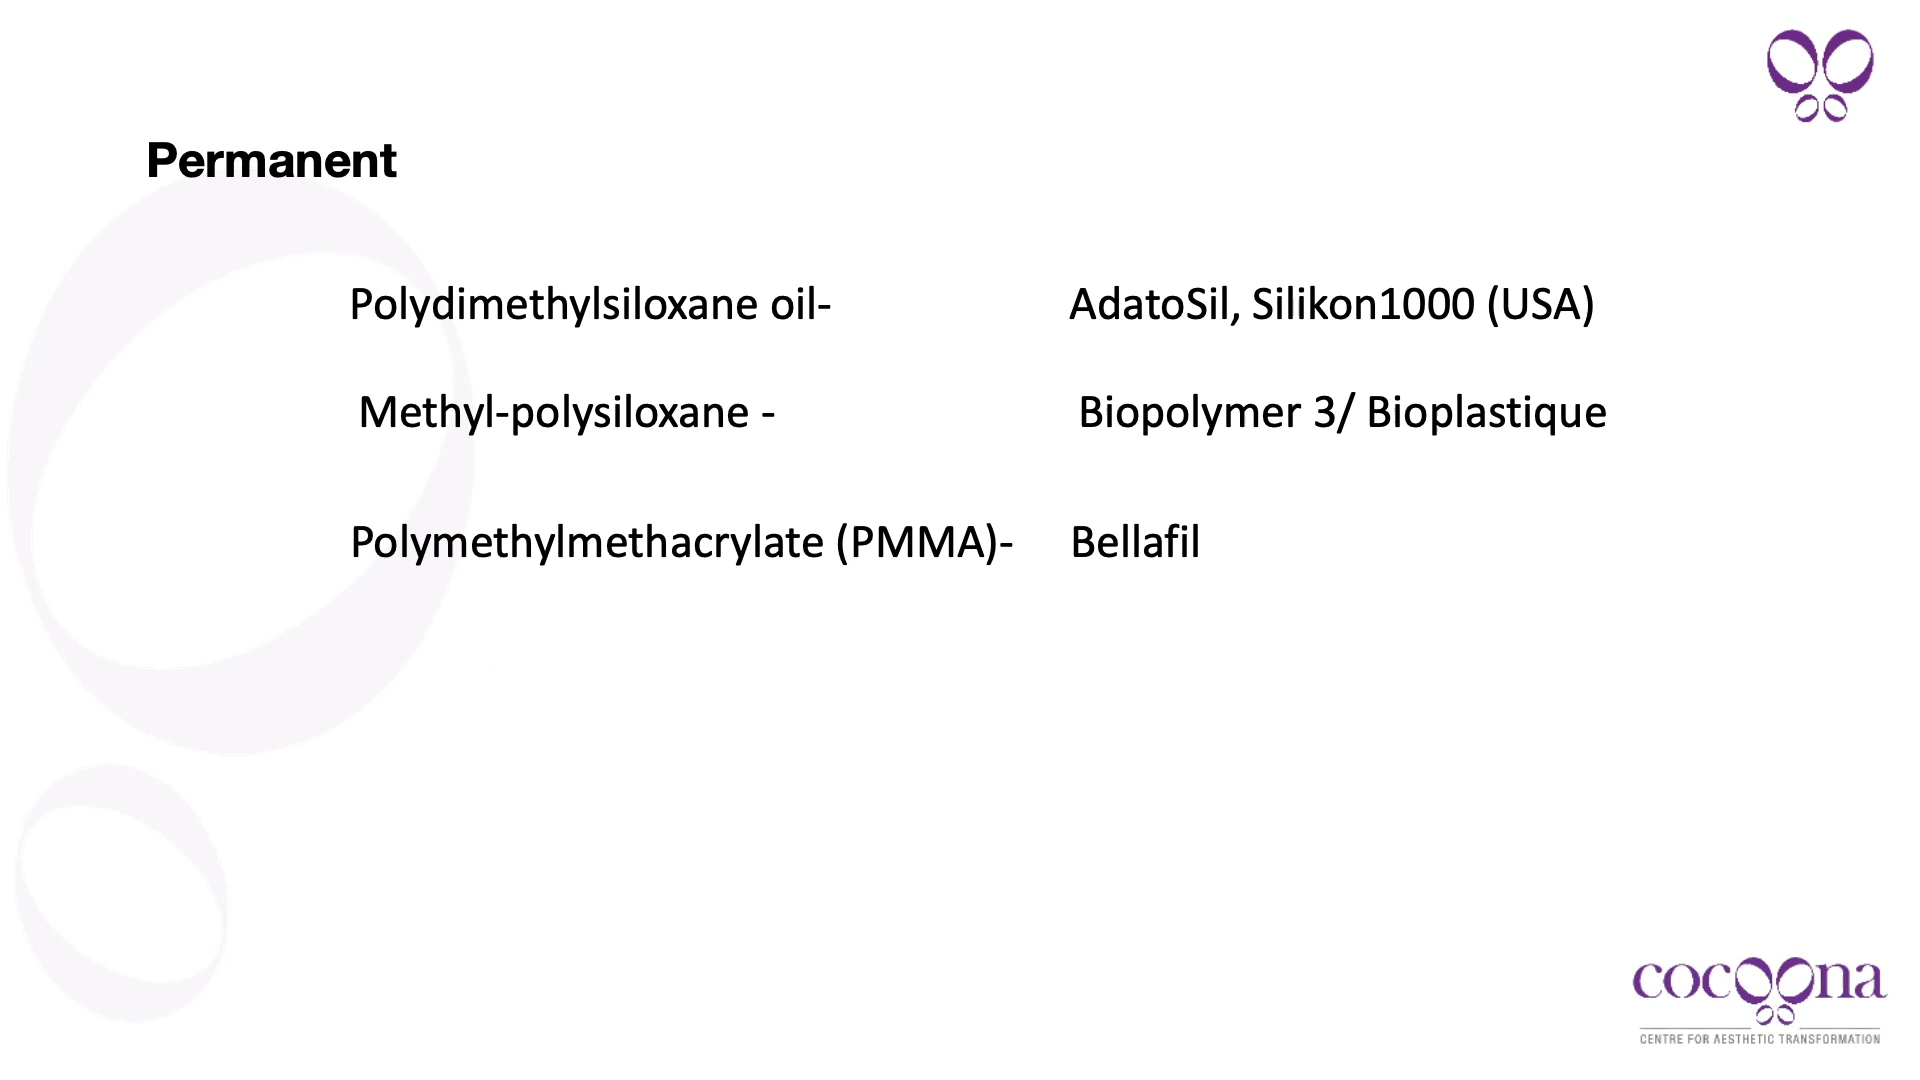 Permanent
Polydimethylsiloxane oil- AdatoSil, Silikon1000 (USA)
Methyl-polysiloxane - Biopolymer 3/ Bioplastique
Polymethylmethacrylate (PMMA)- Bellafil
cocoona
CENTRE FOR AESTHETIC TRANSFORMATION